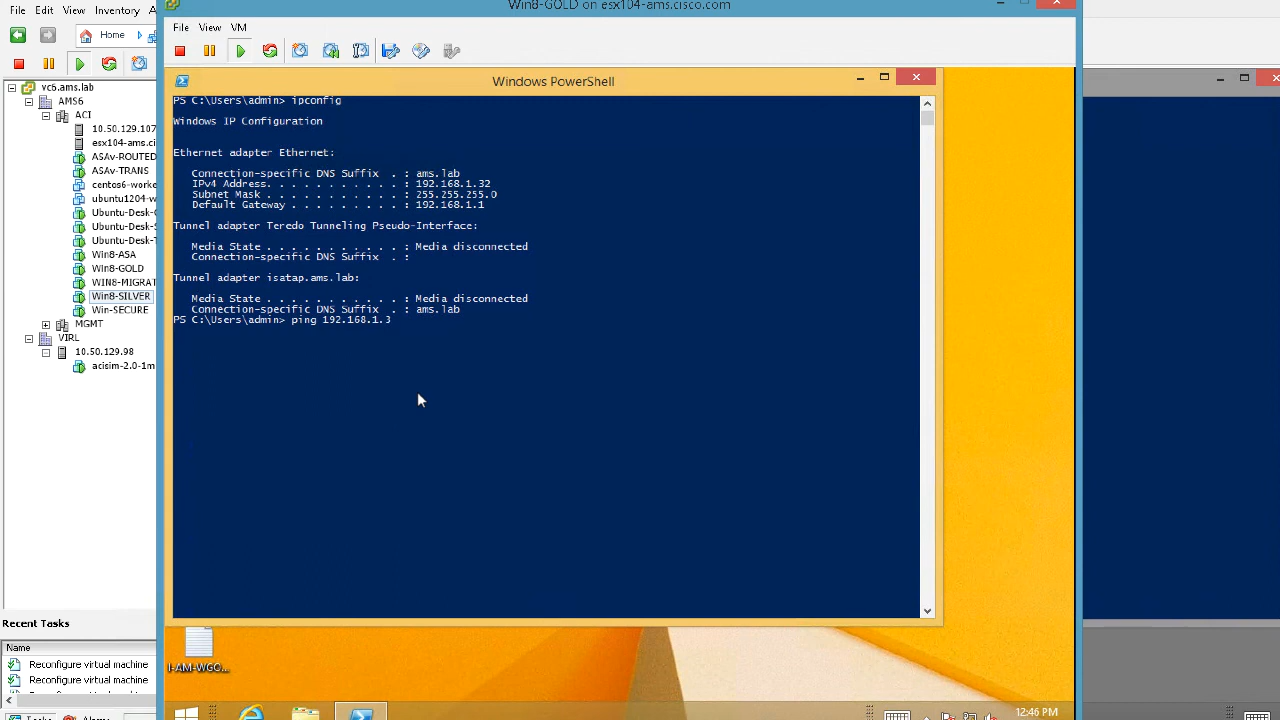 File Edit View Inventory A
Win8-GOLD on esx104-ams.cisco.com
File View VM
Home
Windows PowerShell
vc6.ams.lab
AMS6
ACI
10.50.129.107
esx104-ams.ci
ASAv-ROUTED
ASAv-TRANS
centos6-worke
ubuntu1204-w
Ubuntu-Desk-
Ubuntu-Desk-
Ubuntu-Desk-
Win8-ASA
Win8-GOLD
WIN8-MIGRAT
Win8-SILVER
Win-SECURE
MGMT
VIRL
10.50.129.98
acisim-2.0-1m
PS C:\Users\admin> ipconfig
Windows IP Configuration
Ethernet adapter Ethernet:
Connection-specific DNS Suffix . : ams.lab
IPv4 Address. . . . . . . . . . . : 192.168.1.32
Subnet Mask . . . . . . . . . . . : 255.255.255.0
Default Gateway . . . . . . . . . : 192.168.1.1
Tunnel adapter Teredo Tunneling Pseudo-Interface:
Media State . . . . . . . . . . . : Media disconnected
Connection-specific DNS Suffix . :
Tunnel adapter isatap.ams.lab:
Media State . . . . . . . . . . . : Media disconnected
Connection-specific DNS Suffix . : ams.lab
PS C:\Users\admin> ping 192.168.1.3
Recent Tasks
Name
Reconfigure virtual machine
Reconfigure virtual machine
I-AM-WGO...
12:46 PM